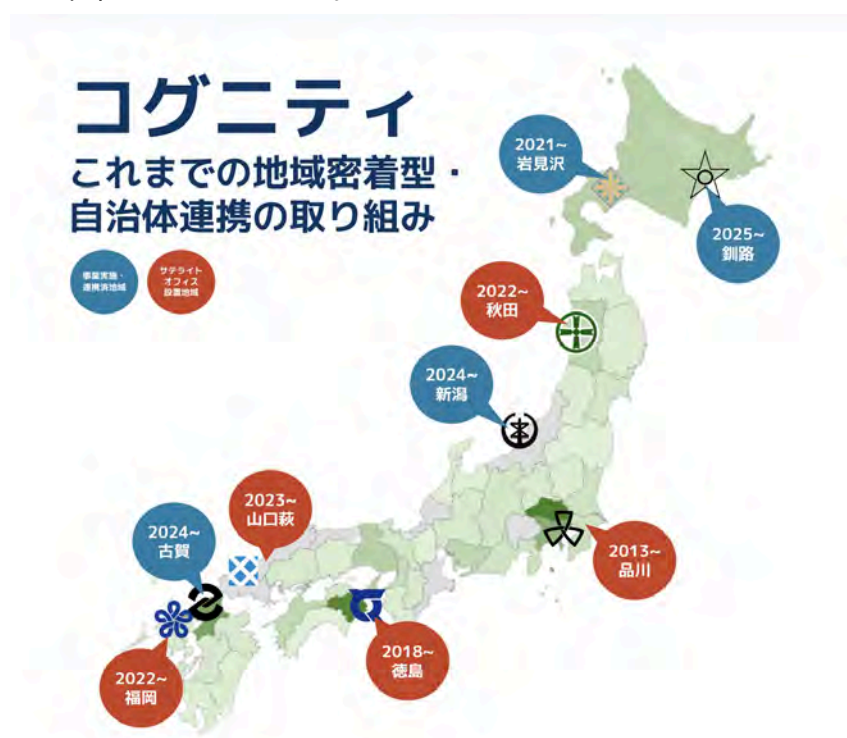 コグニティ
これまでの地域密着型・
自治体連携の取り組み
事業実施・
連携済地域
サテライト
オフィス
設置地域
2021~
岩見沢
2025~
釧路
2022~
秋田
2024~
新潟
2023~
山口萩
2024~
古賀
2013~
品川
2018~
徳島
2022~
福岡